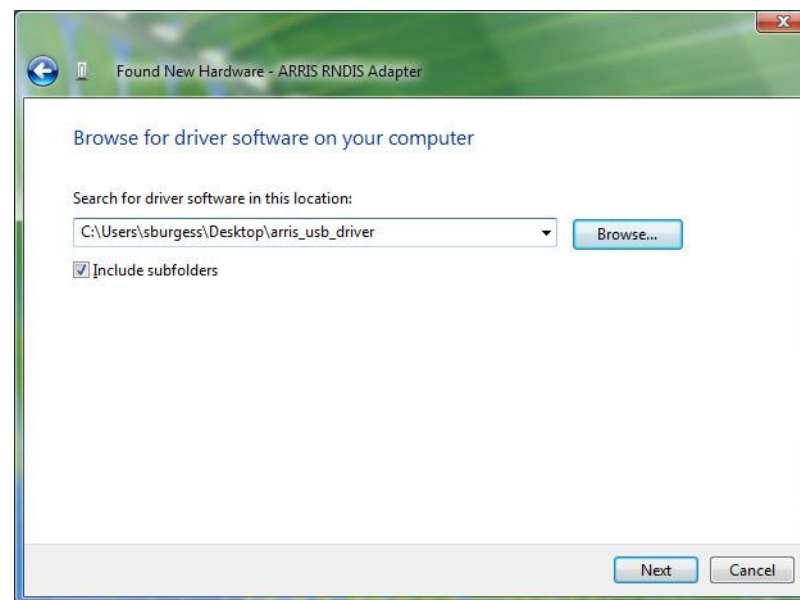 Found New Hardware - ARRIS RNDIS Adapter
Browse for driver software on your computer
Search for driver software in this location:
C:\Users\sburgess\Desktop\arris_usb_driver
Browse...
Include subfolders
Next
Cancel